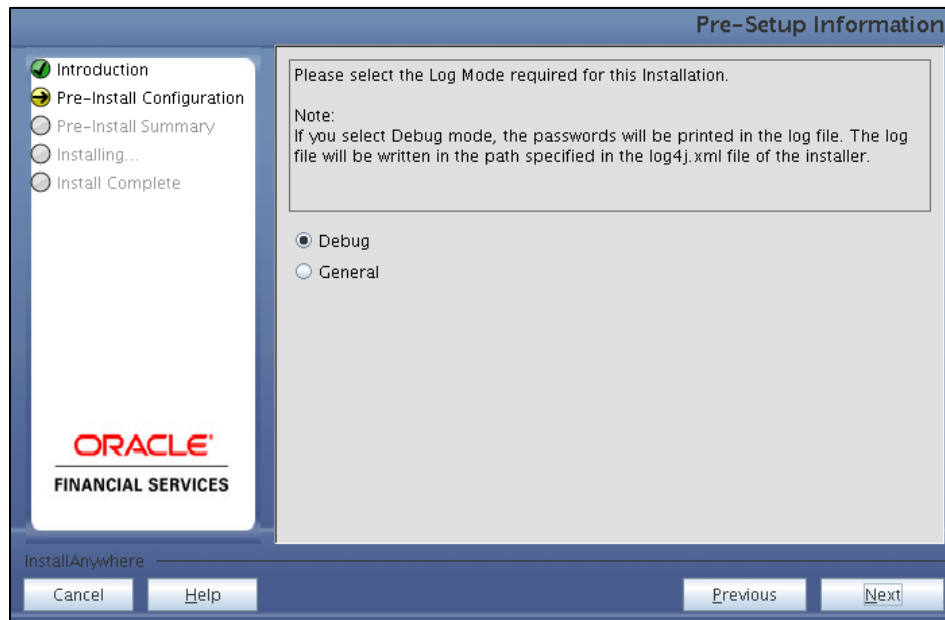 Pre-Setup Information
Introduction
Pre-Install Configuration
Pre-Install Summary
Installing...
Install Complete
Please select the Log Mode required for this Installation.
Note:
If you select Debug mode, the passwords will be printed in the log file. The log
file will be written in the path specified in the log4j.xml file of the installer.
Debug
General
ORACLE'
FINANCIAL SERVICES
InstallAnywhere
Cancel
Help
Previous
Next